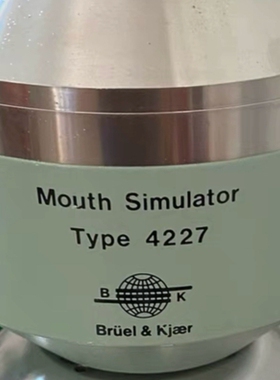 Mouth Simulator
Type 4227
B K
Brüel & Kjær